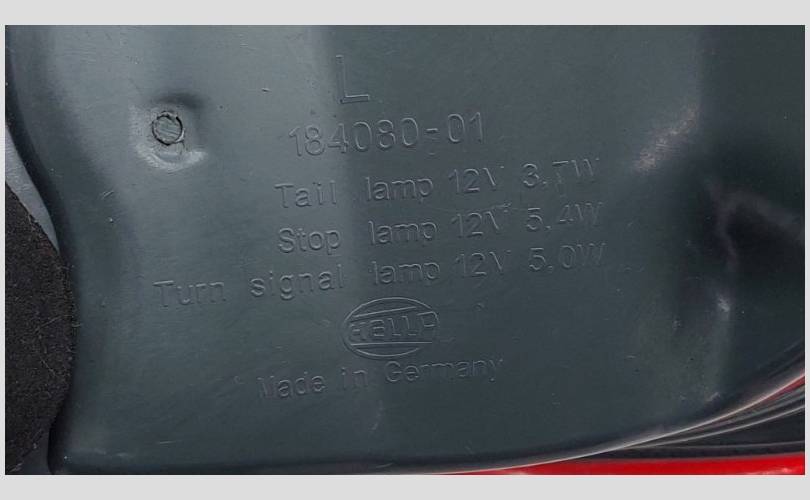 L
184080-01
Tail lamp 12V 3.7W
Stop lamp 12V 5.4W
Turn signal lamp 12V 5.0W
HELLA
Made in Germany